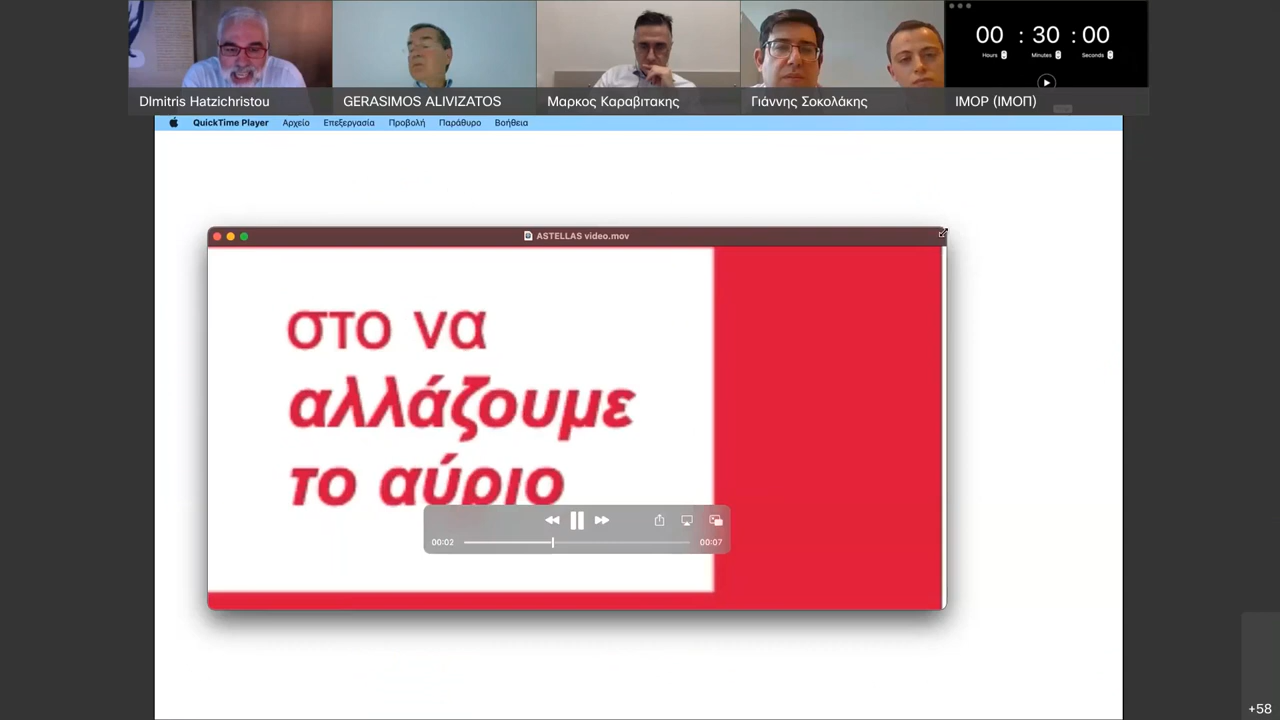 00 : 30 : 00
Hours Minutes Seconds
DImitris Hatzichristou GERASIMOS ALIVIZATOS Μαρκος Καραβιτακης Γιάννης Σοκολάκης IMOP (ΙΜΟΠ)
QuickTime Player Αρχείο Επεξεργασία Προβολή Παράθυρο Βοήθεια
ASTELLAS video.mov
στο να
αλλάζουμε
το αύριο
00:02 00:07
+58